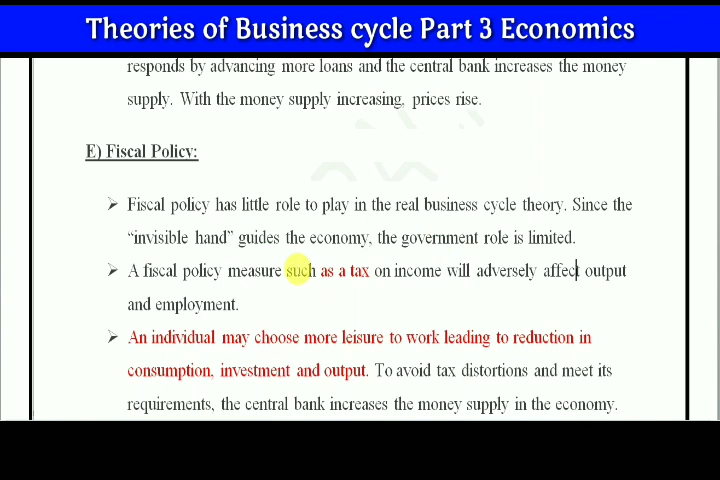 Theories of Business cycle Part 3 Economics
responds by advancing more loans and the central bank increases the money
supply. With the money supply increasing, prices rise.
E) Fiscal Policy:
➢ Fiscal policy has little role to play in the real business cycle theory. Since the
“invisible hand” guides the economy, the government role is limited.
➢ A fiscal policy measure such as a tax on income will adversely affect output
and employment.
➢ An individual may choose more leisure to work leading to reduction in
consumption, investment and output. To avoid tax distortions and meet its
requirements, the central bank increases the money supply in the economy.